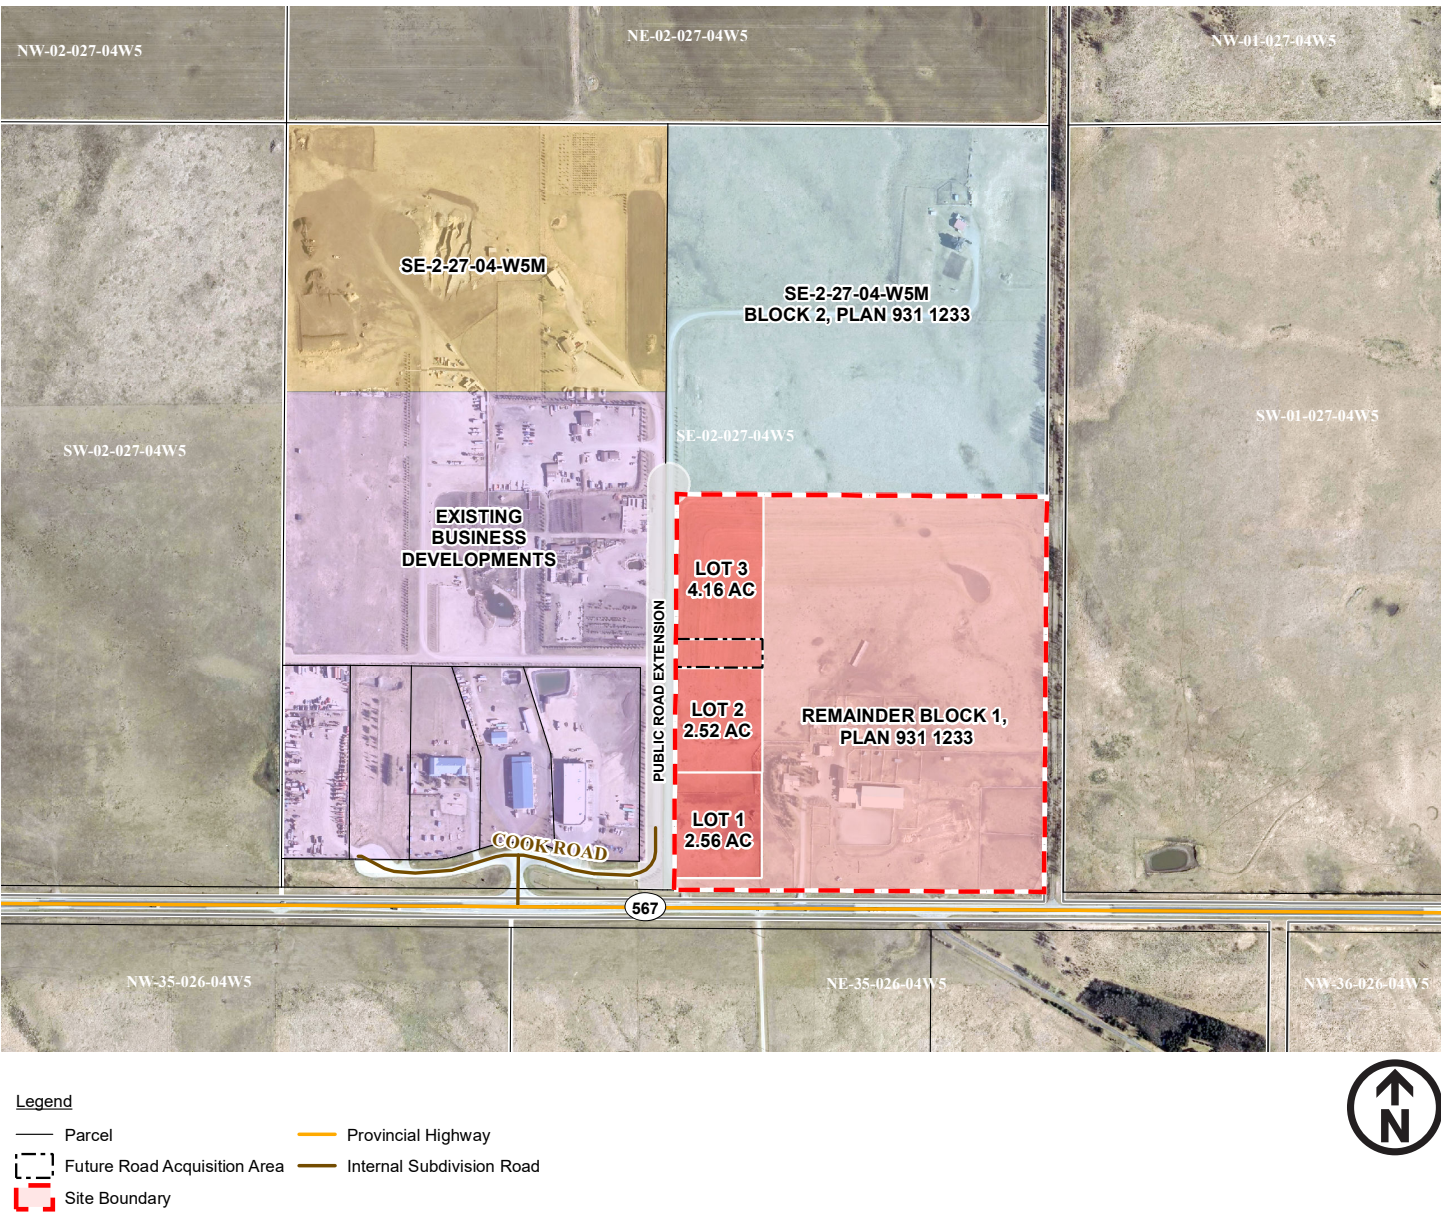 NW-02-027-04W5
NE-02-027-04W5
NW-01-027-04W5
SE-2-27-04-W5M
SE-2-27-04-W5M
BLOCK 2, PLAN 931 1233
SW-02-027-04W5
SE-02-027-04W5
SW-01-027-04W5
EXISTING
BUSINESS
DEVELOPMENTS
LOT 3
4.16 AC
PUBLIC ROAD EXTENSION
LOT 2
2.52 AC
REMAINDER BLOCK 1,
PLAN 931 1233
LOT 1
2.56 AC
COOK ROAD
567
NW-35-026-04W5
NE-35-026-04W5
NW-36-026-04W5
Legend
Parcel
Provincial Highway
Future Road Acquisition Area
Internal Subdivision Road
Site Boundary
N